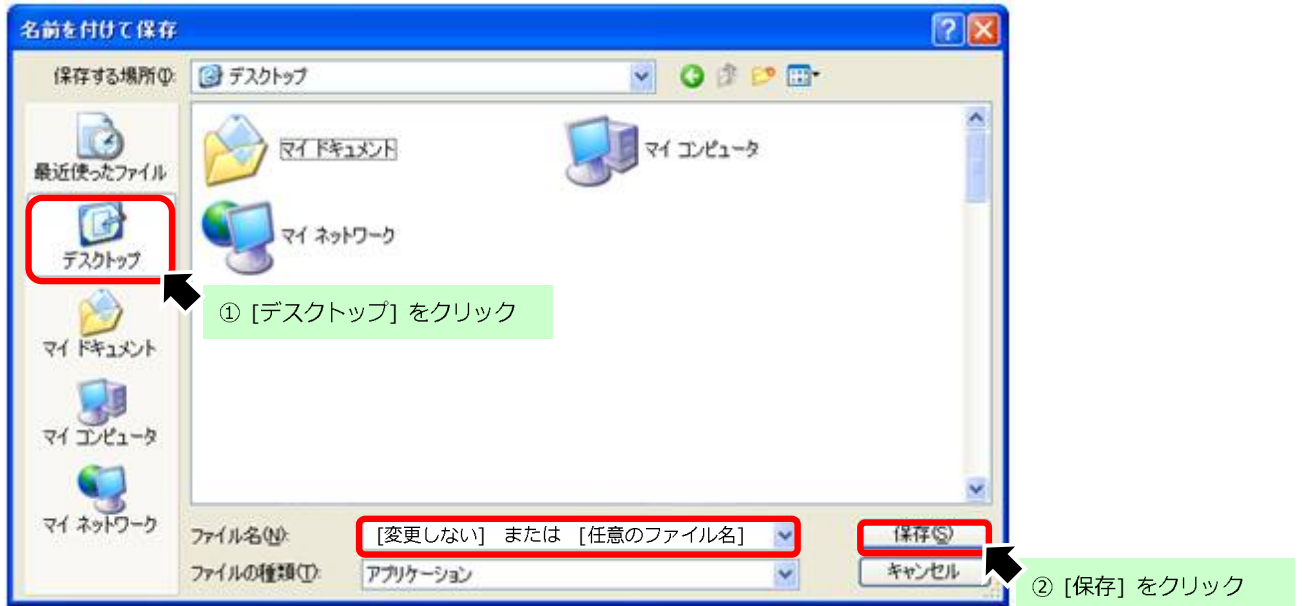 名前を付けて保存
保存する場所(I): デスクトップ
最近使ったファイル
デスクトップ
マイ ドキュメント
マイ コンピュータ
マイ ネットワーク
マイ ドキュメント
マイ コンピュータ
マイ ネットワーク
① [デスクトップ] をクリック
ファイル名(N): [変更しない] または [任意のファイル名]
保存(S)
ファイルの種類(T): アプリケーション
キャンセル
② [保存] をクリック